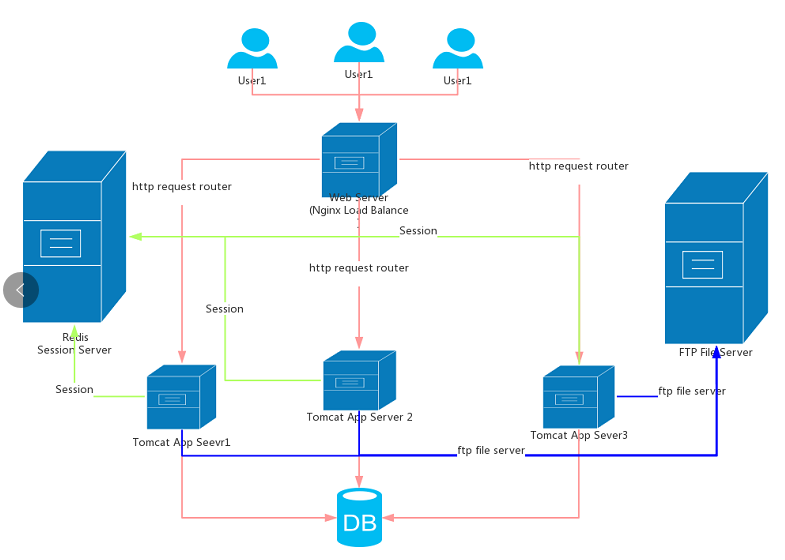 User1
User1
User1
http request router
Web Server
(Nginx Load Balance
http request router
Session
http request router
Session
Redis
Session Server
FTP File Server
Session
ftp file server
Tomcat App Server 2
Tomcat App Seevr1
Tomcat App Sever3
ftp file server
DB